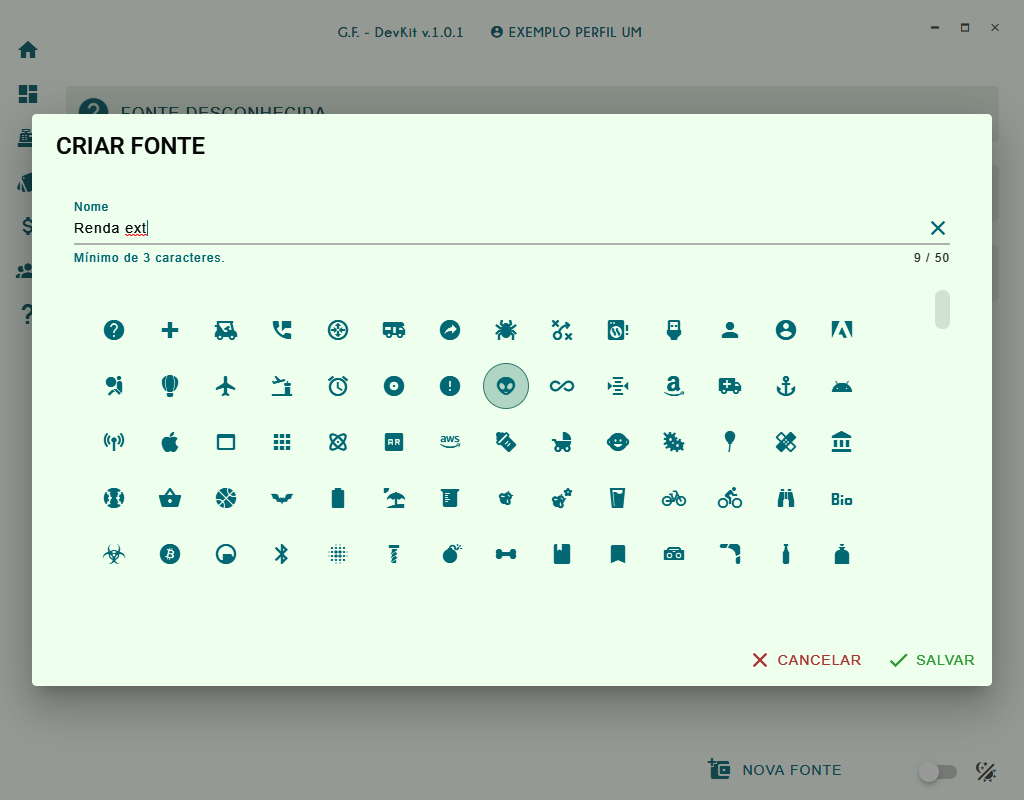 G.F. - DevKit v.1.0.1 EXEMPLO PERFIL UM
FONTE DESCONHECIDA
CRIAR FONTE
Nome
Renda ext
Mínimo de 3 caracteres. 9 / 50
AR
aws
Bio
CANCELAR SALVAR
NOVA FONTE